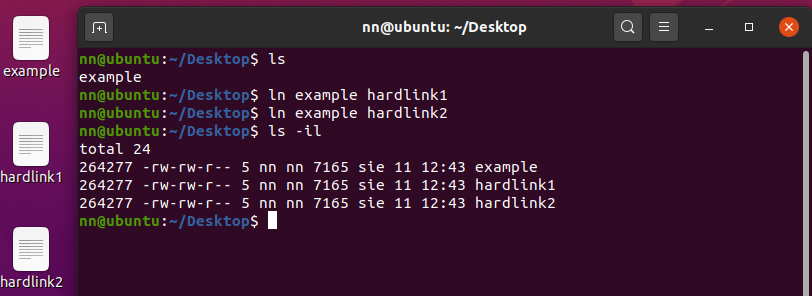 nn@ubuntu: ~/Desktop
example
hardlink1
hardlink2
nn@ubuntu:~/Desktop$ ls
example
nn@ubuntu:~/Desktop$ ln example hardlink1
nn@ubuntu:~/Desktop$ ln example hardlink2
nn@ubuntu:~/Desktop$ ls -il
total 24
264277 -rw-rw-r-- 5 nn nn 7165 sie 11 12:43 example
264277 -rw-rw-r-- 5 nn nn 7165 sie 11 12:43 hardlink1
264277 -rw-rw-r-- 5 nn nn 7165 sie 11 12:43 hardlink2
nn@ubuntu:~/Desktop$